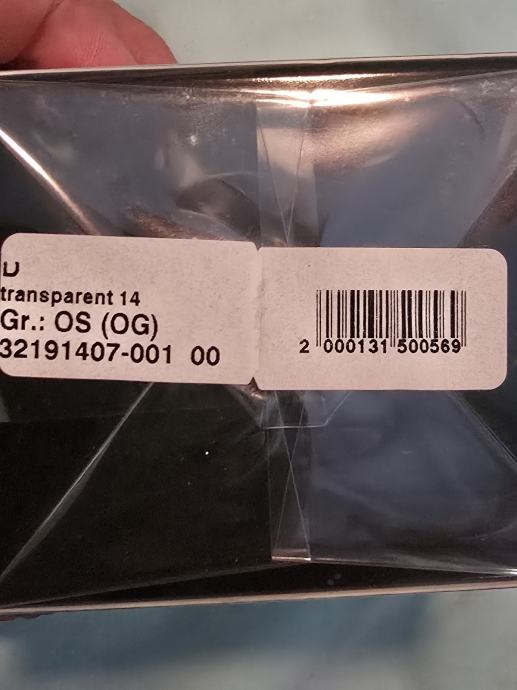 transparent 14
Gr.: OS (OG)
32191407-001 00
2 000131 500569